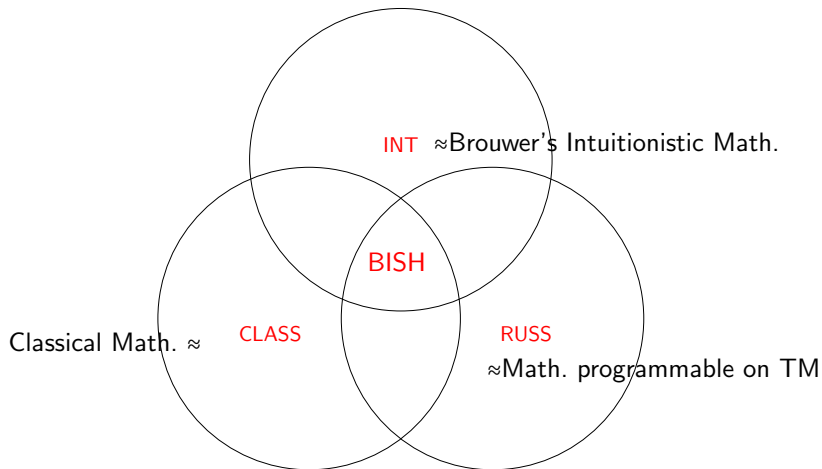 INT ≈Brouwer's Intuitionistic Math.
BISH
Classical Math. ≈ CLASS RUSS
≈Math. programmable on TM